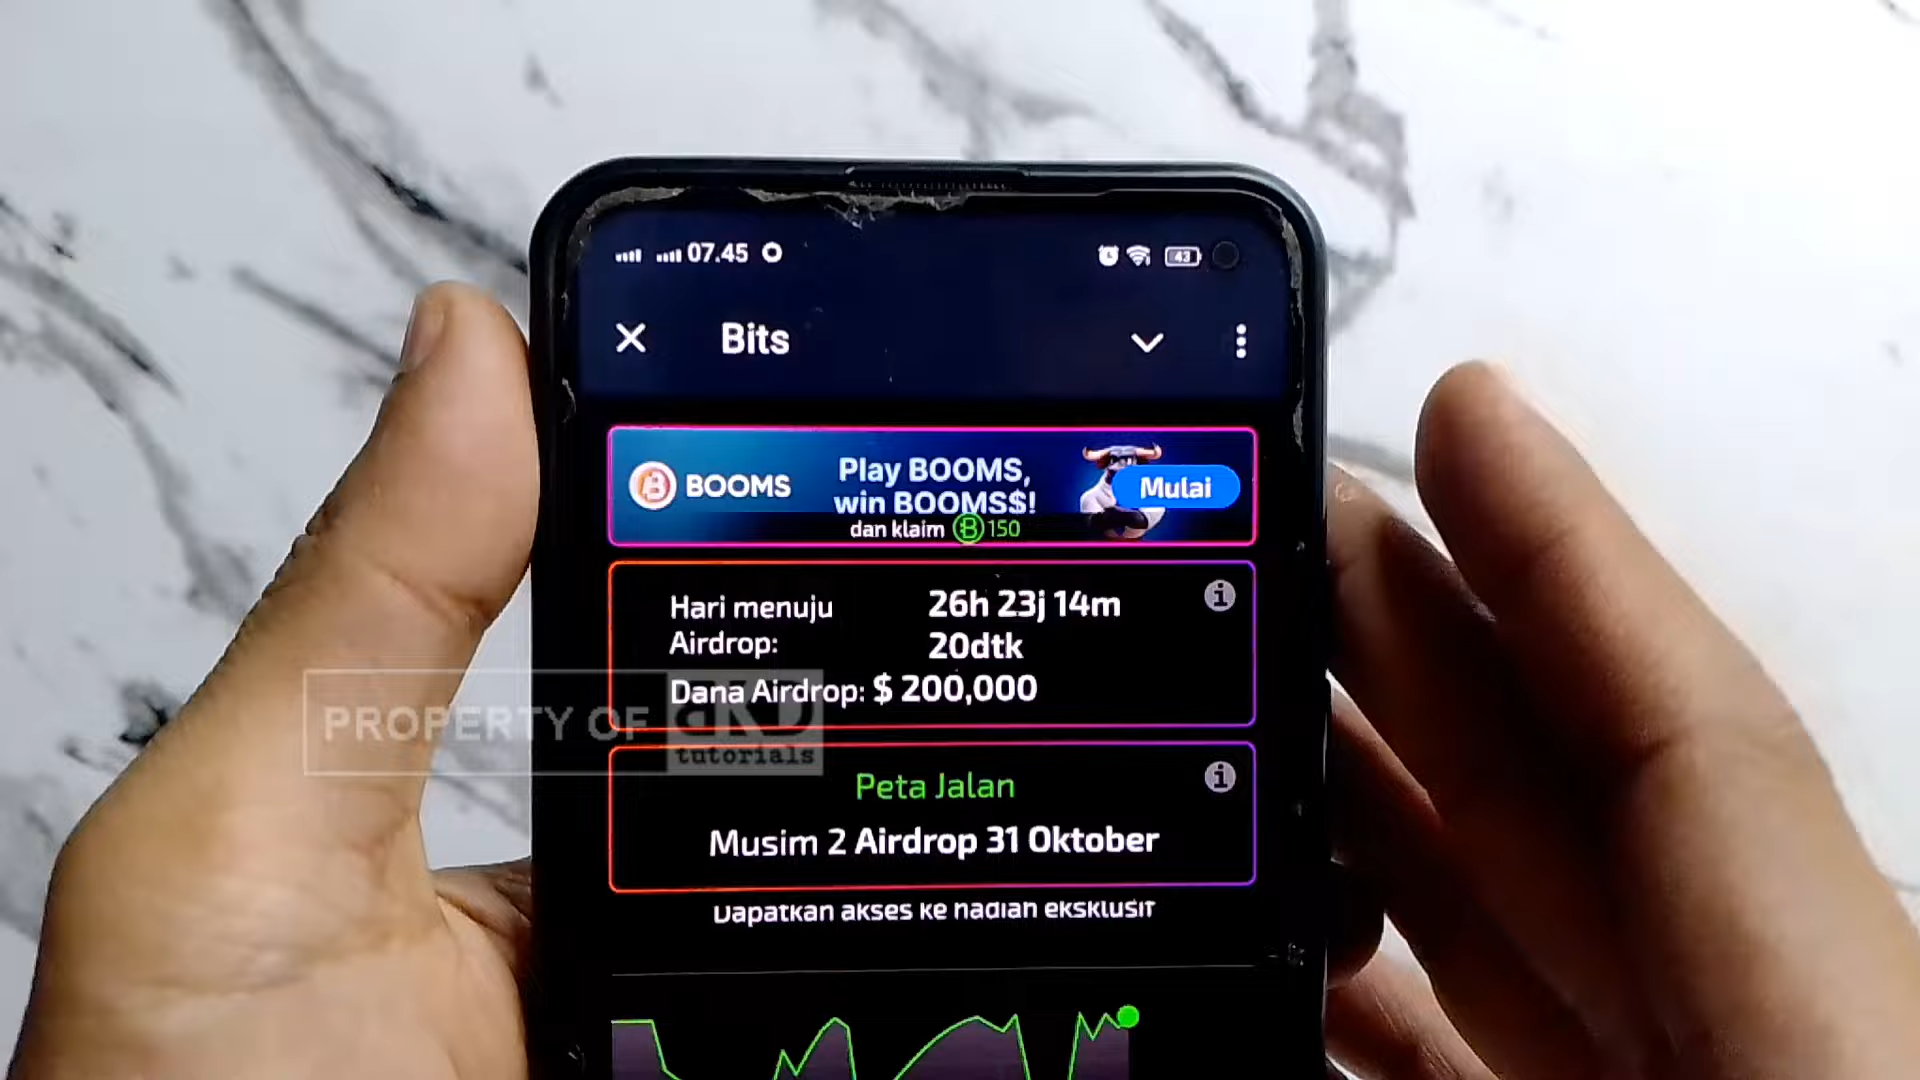 07.45
43
Bits
BOOMS
Play BOOMS,
win BOOMS$!
Mulai
dan klaim 150
Hari menuju
Airdrop:
26h 23j 14m
20dtk
Dana Airdrop: $ 200,000
PROPERTY OF DKD
tutorials
Peta Jalan
Musim 2 Airdrop 31 Oktober
Dapatkan akses ke hadiah eksklusif